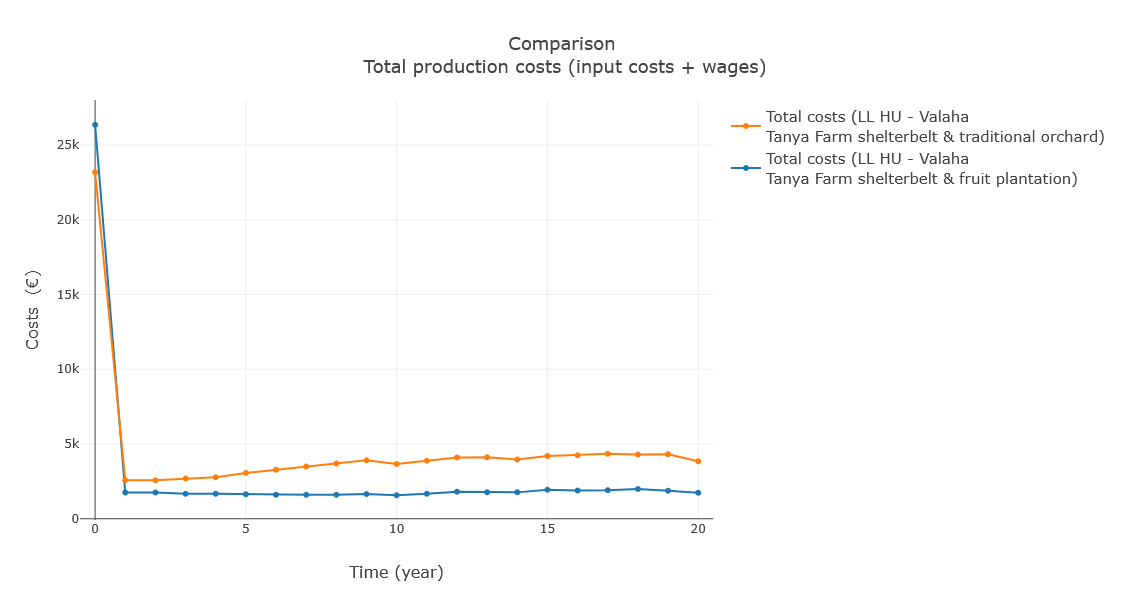 Comparison
Total production costs (input costs + wages)
Total costs (LL HU - Valaha
Tanya Farm shelterbelt & traditional orchard)
Total costs (LL HU - Valaha
Tanya Farm shelterbelt & fruit plantation)
Costs  (€)
25k
20k
15k
10k
5k
0
0 5 10 15 20
Time (year)